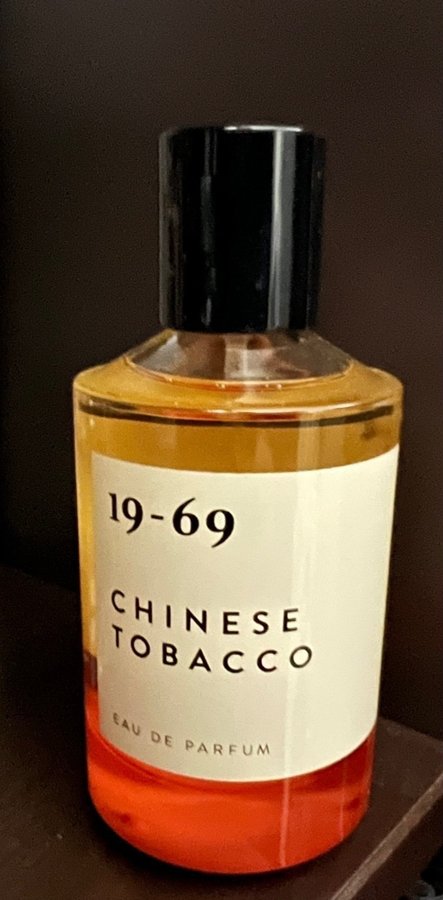 19-69
CHINESE
TOBACCO
EAU DE PARFUM